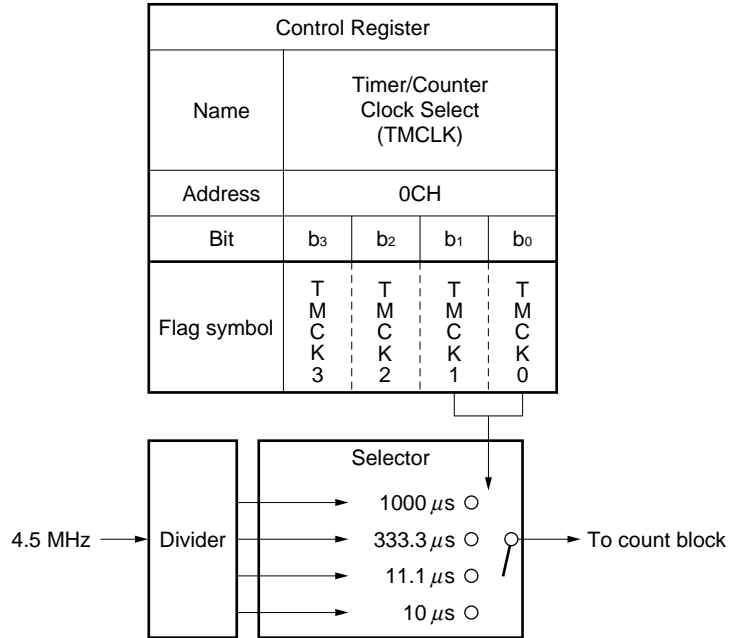 Control Register
Name
Timer/Counter
Clock Select
(TMCLK)
Address
0CH
Bit
b3
b2
b1
b0
Flag symbol
TMCK3
TMCK2
TMCK1
TMCK0
4.5 MHz
Divider
Selector
1000 μs
333.3 μs
11.1 μs
10 μs
To count block